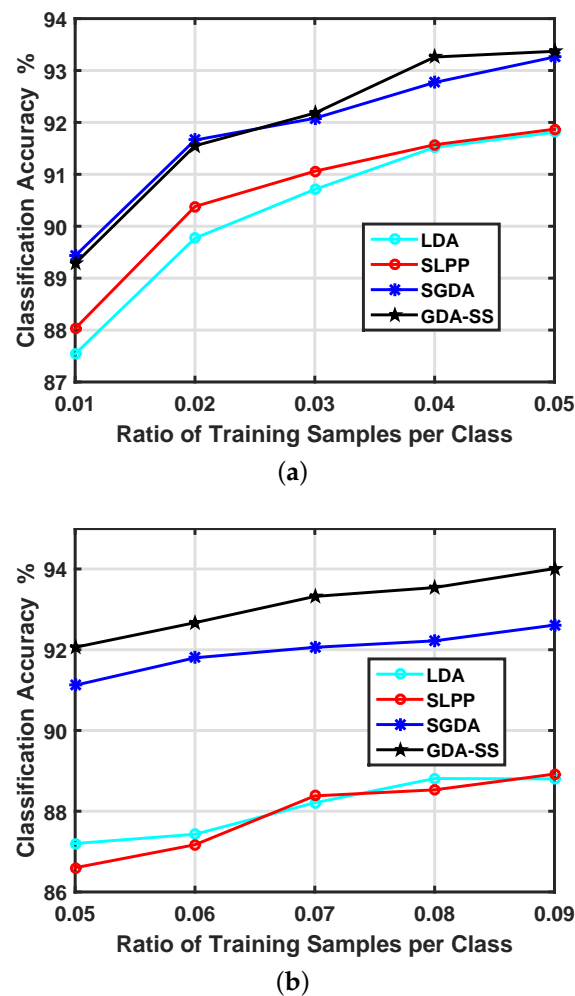 94
93
92
91
90
89
88
87
Classification Accuracy %
LDA
SLPP
SGDA
GDA-SS
0.01 0.02 0.03 0.04 0.05
Ratio of Training Samples per Class
(a)
94
92
90
88
86
Classification Accuracy %
LDA
SLPP
SGDA
GDA-SS
0.05 0.06 0.07 0.08 0.09
Ratio of Training Samples per Class
(b)